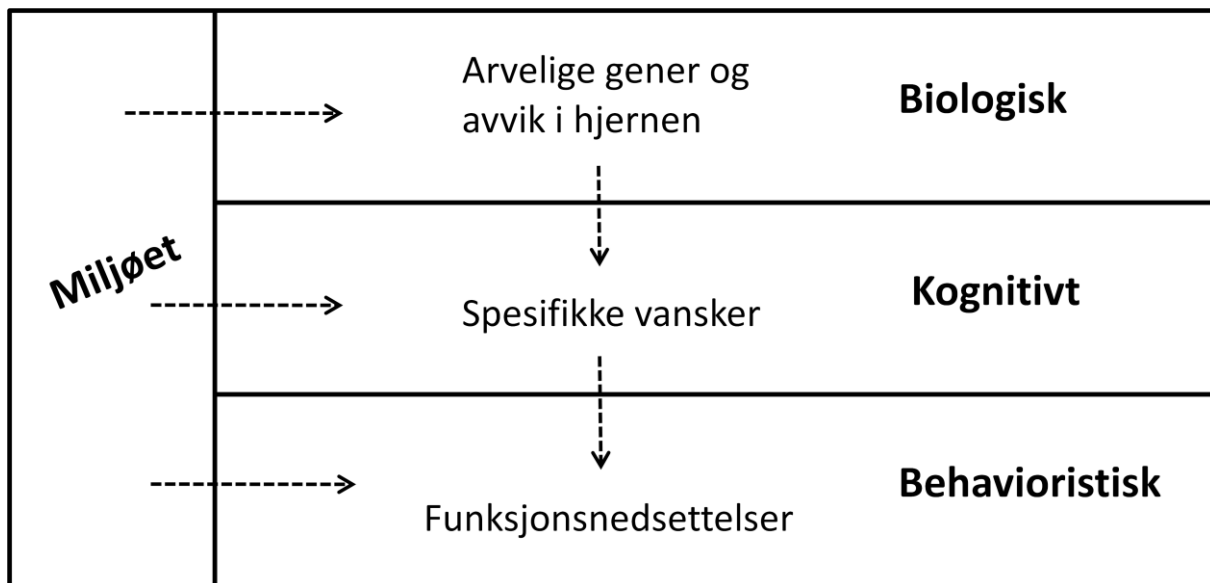 Miljøet
Arvelige gener og
avvik i hjernen
Biologisk
Spesifikke vansker
Kognitivt
Funksjonsnedsettelser
Behavioristisk